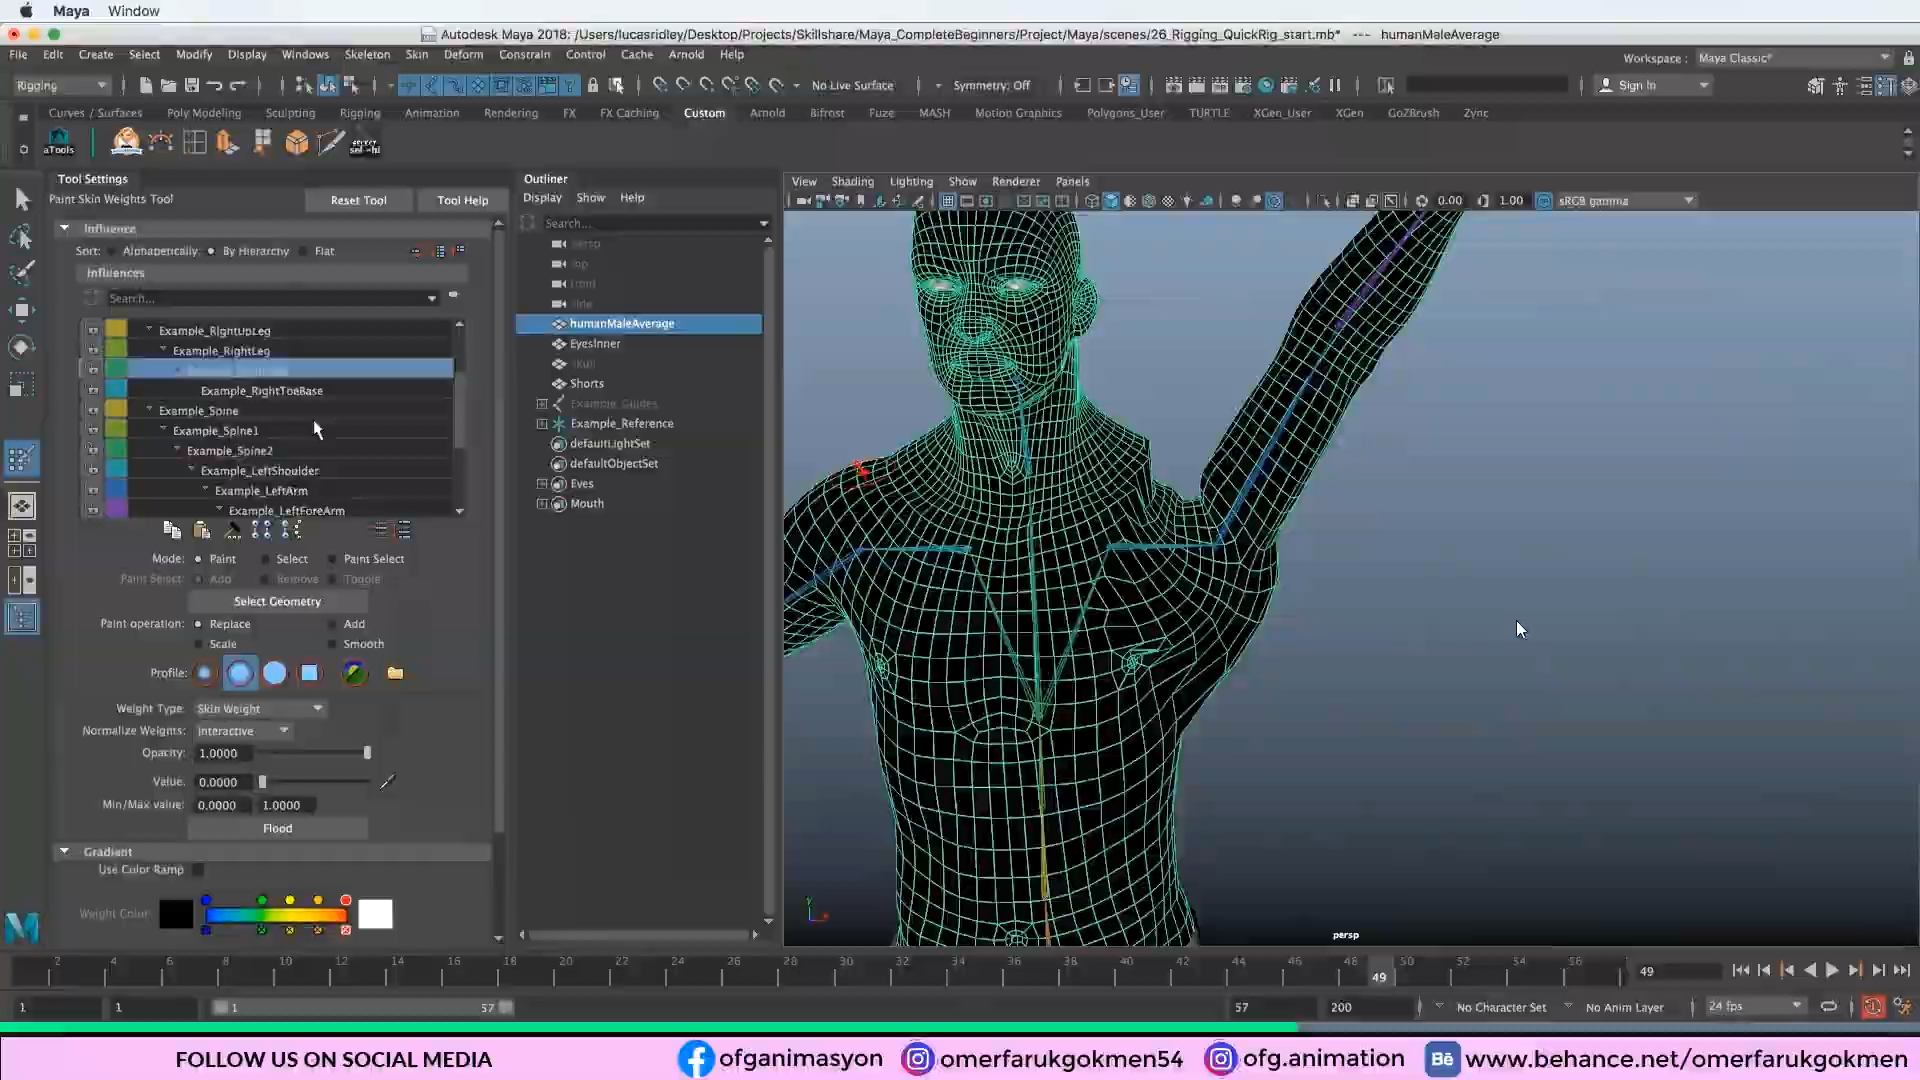 Maya Window
Autodesk Maya 2018: /Users/lucasridley/Desktop/Projects/Skillshare/Maya_CompleteBeginners/Project/Maya/scenes/26_Rigging_QuickRig_start.mb* --- humanMaleAverage
File Edit Create Select Modify Display Windows Skeleton Skin Deform Constrain Control Cache Arnold Help
Workspace : Maya Classic*
Rigging No Live Surface Symmetry: Off Sign In
Curves / Surfaces Poly Modeling Sculpting Rigging Animation Rendering FX FX Caching Custom Arnold Bifrost Fuze MASH Motion Graphics Polygons_User TURTLE XGen_User XGen GoZBrush Zync
aTools
Tool Settings
Paint Skin Weights Tool Reset Tool Tool Help
Influence
Sort: Alphabetically By Hierarchy Flat
Influences
Search...
Example_RightUpLeg
Example_RightLeg
Example_RightToeBase
Example_Spine
Example_Spine1
Example_Spine2
Example_LeftShoulder
Example_LeftArm
Example_LeftForeArm
Mode: Paint Select Paint Select
Paint Select: Add Remove Toggle
Select Geometry
Paint operation: Replace Add
Scale Smooth
Profile:
Weight Type: Skin Weight
Normalize Weights: Interactive
Opacity: 1.0000
Value: 0.0000
Min/Max value: 0.0000 1.0000
Flood
Gradient
Use Color Ramp
Weight Color:
Outliner
Display Show Help
Search...
persp
top
front
side
humanMaleAverage
EyesInner
skull
Shorts
Example_Guides
Example_Reference
defaultLightSet
defaultObjectSet
Eyes
Mouth
View Shading Lighting Show Renderer Panels
0.00 1.00 sRGB gamma
persp
2 4 6 8 10 12 14 16 18 20 22 24 26 28 30 32 34 36 38 40 42 44 46 48 49 50 52 54 56 49
1 1 1 57 57 200 No Character Set No Anim Layer 24 fps
FOLLOW US ON SOCIAL MEDIA ofganimasyon omerfarukgokmen54 ofg.animation Bē www.behance.net/omerfarukgokmen